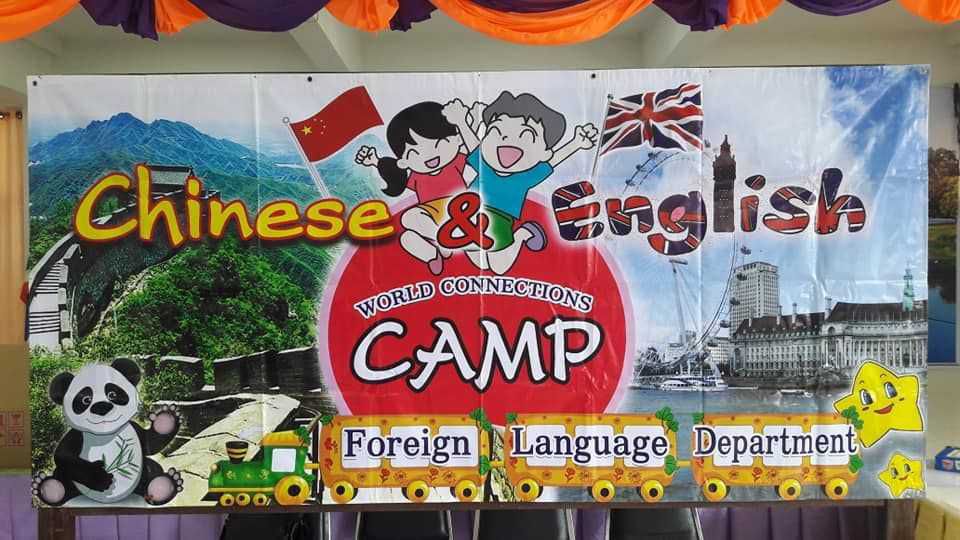 Chinese & English
WORLD CONNECTIONS
CAMP
Foreign Language Department